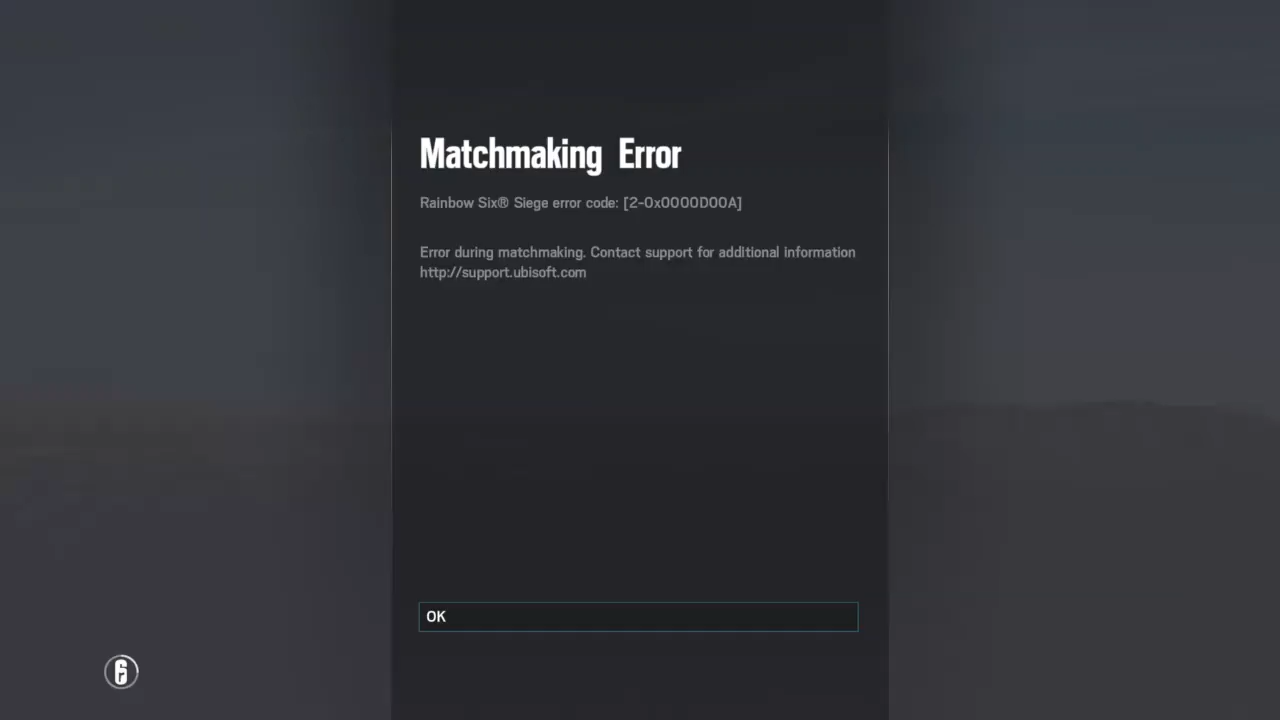 Matchmaking Error
Rainbow Six® Siege error code: [2-0x0000D00A]
Error during matchmaking. Contact support for additional information
http://support.ubisoft.com
OK
6